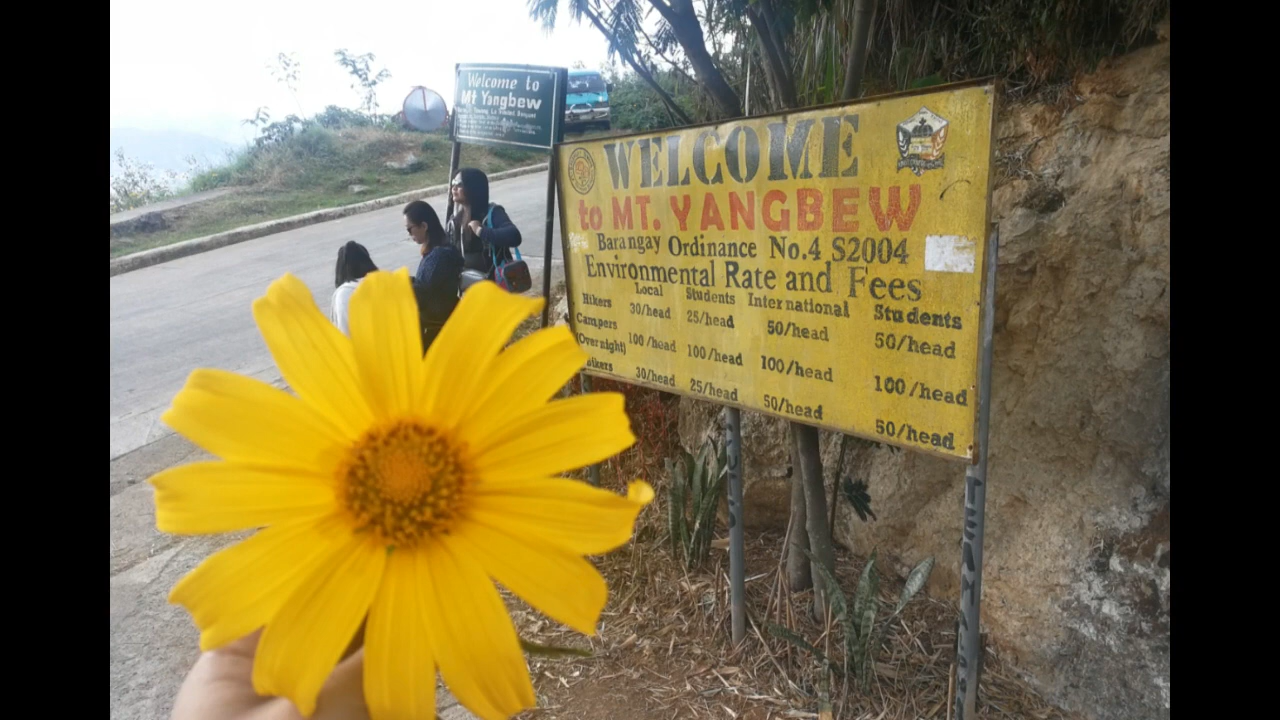 Welcome to
Mt Yangbew
WELCOME
to MT. YANGBEW
Barangay Ordinance No.4 S2004
Environmental Rate and Fees
Local Students International Students
Hikers 30/head 25/head 50/head 50/head
Campers
(Overnight) 100/head 100/head 100/head 100/head
30/head 25/head 50/head 50/head